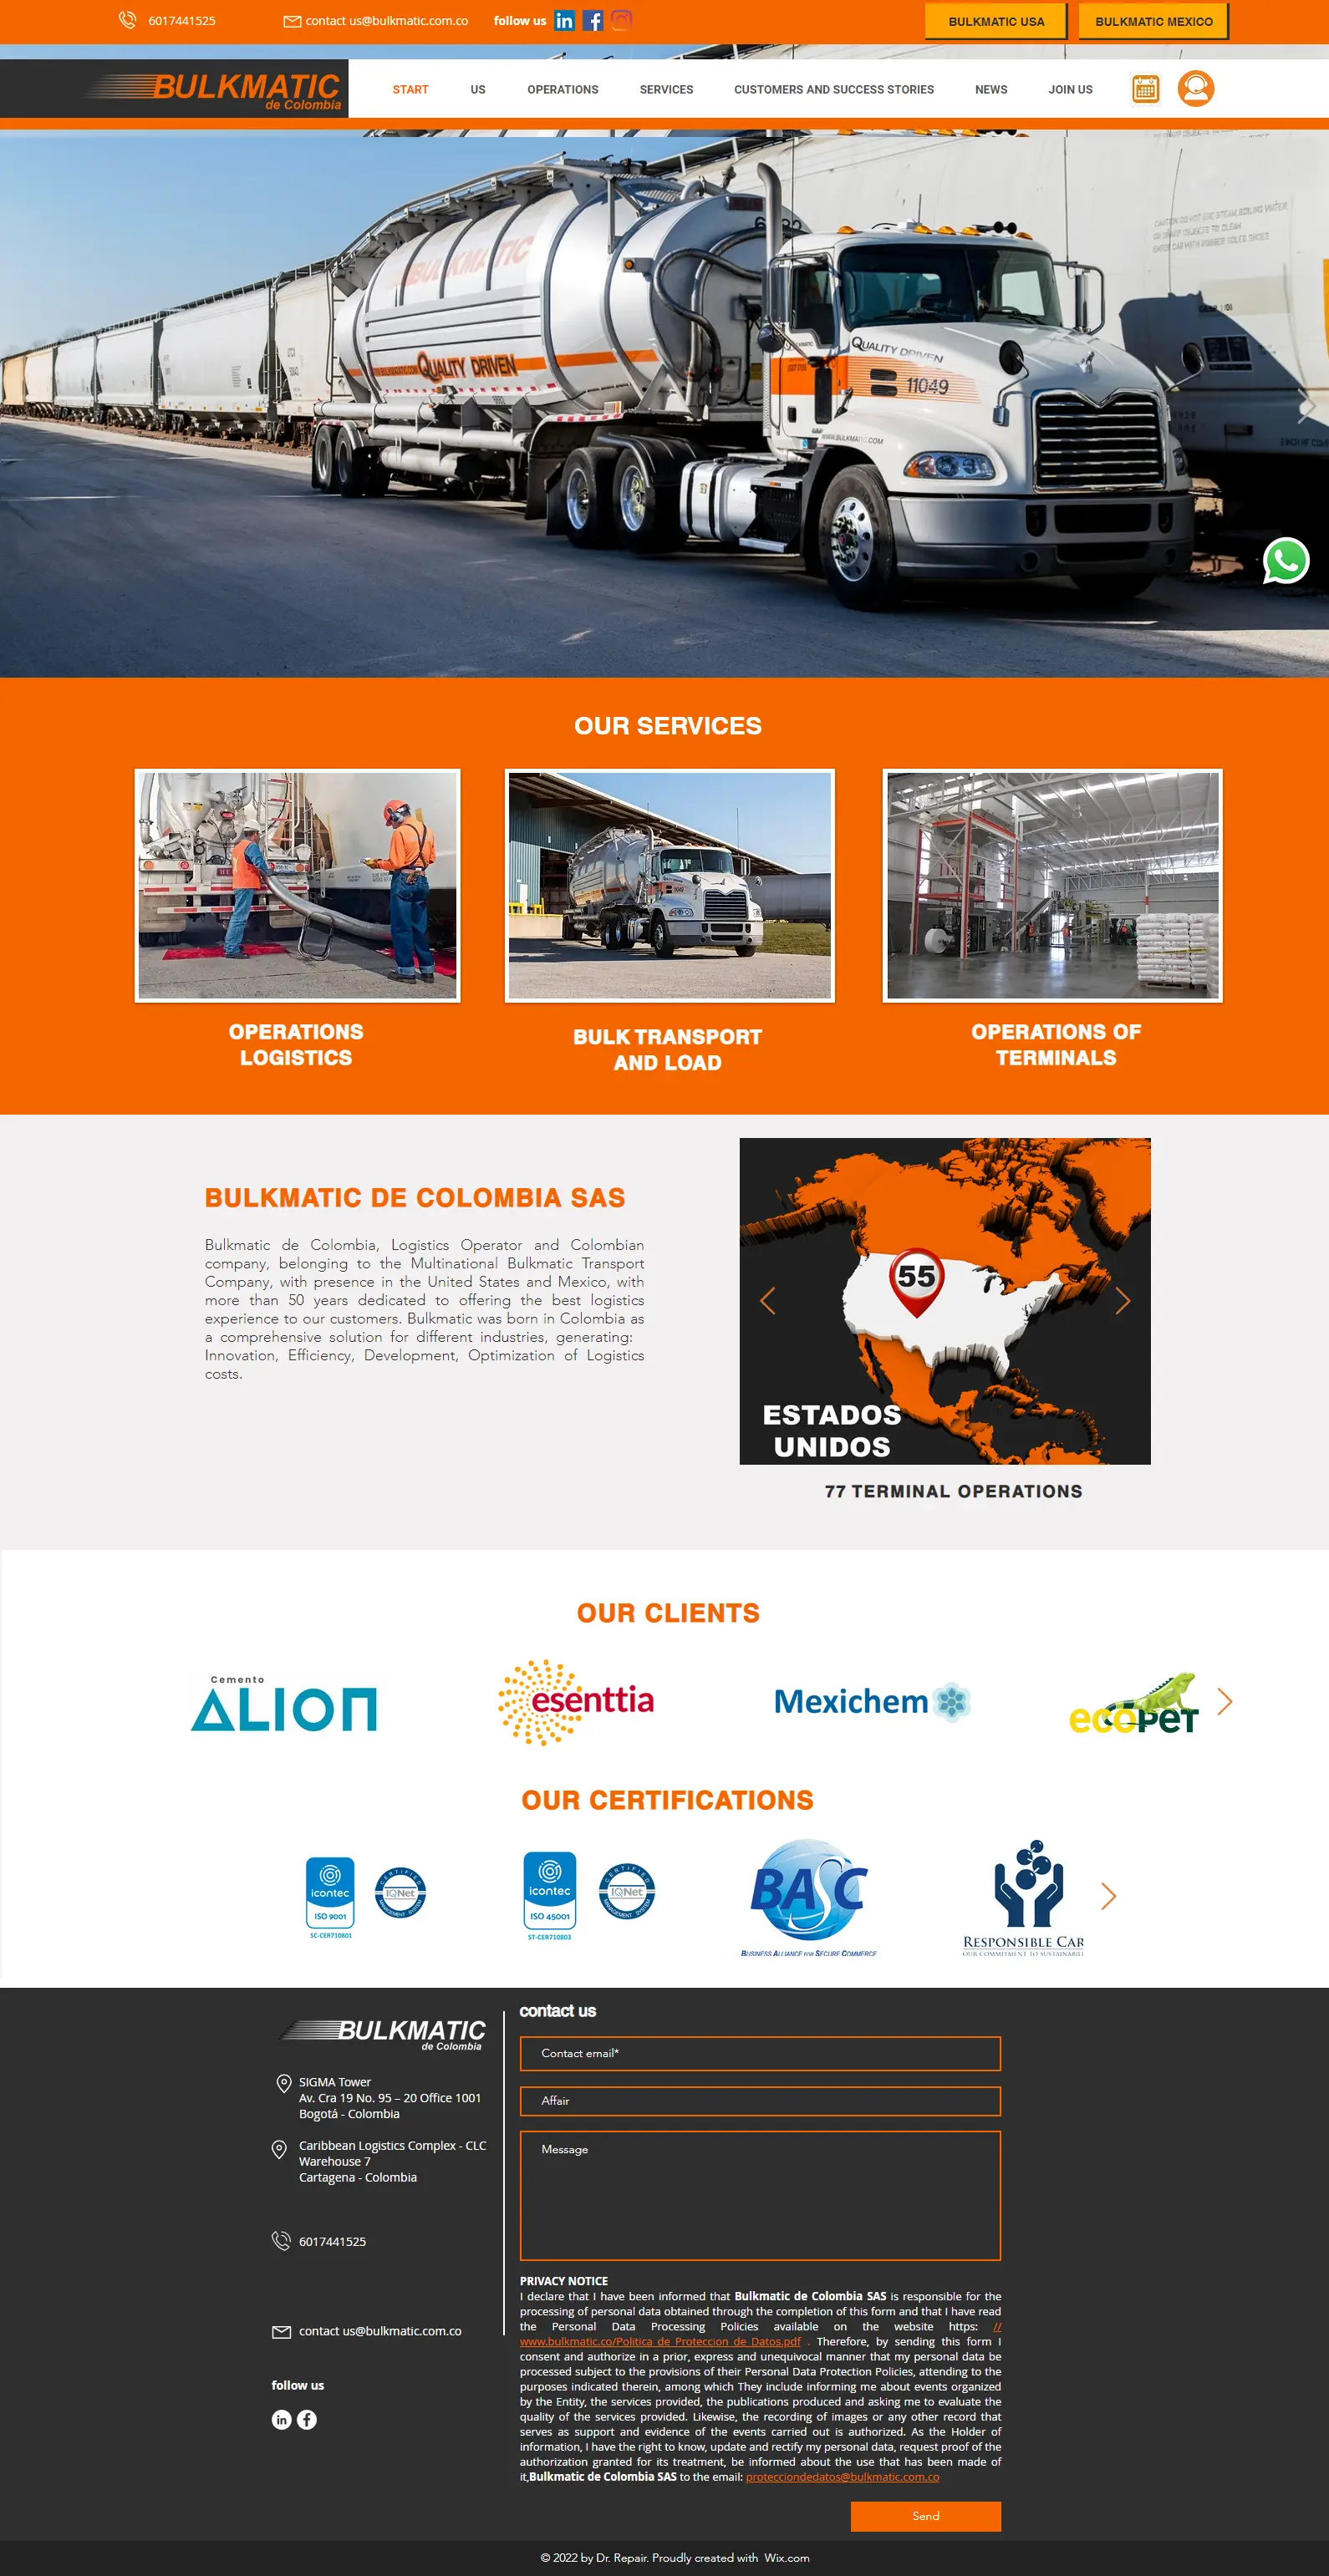 6017441525
contact us@bulkmatic.com.co
follow us
BULKMATIC USA
BULKMATIC MEXICO
BULKMATIC
de Colombia
START
US
OPERATIONS
SERVICES
CUSTOMERS AND SUCCESS STORIES
NEWS
JOIN US
BULKMATIC
QUALITY DRIVEN
QUALITY DRIVEN
11049
WWW.BULKMATIC.COM
OUR SERVICES
OPERATIONS
LOGISTICS
BULK TRANSPORT
AND LOAD
OPERATIONS OF
TERMINALS
BULKMATIC DE COLOMBIA SAS
Bulkmatic de Colombia, Logistics Operator and Colombian
company, belonging to the Multinational Bulkmatic Transport
Company, with presence in the United States and Mexico, with
more than 50 years dedicated to offering the best logistics
experience to our customers. Bulkmatic was born in Colombia as
a comprehensive solution for different industries, generating:
Innovation, Efficiency, Development, Optimization of Logistics
costs.
55
ESTADOS
UNIDOS
77 TERMINAL OPERATIONS
OUR CLIENTS
Cemento
ALION
esenttia
Mexichem
ecoPeT
OUR CERTIFICATIONS
icontec
ISO 9001
SC-CER710801
CERTIFIED
IQNet
MANAGEMENT SYSTEM
icontec
ISO 45001
ST-CER710803
CERTIFIED
IQNet
MANAGEMENT SYSTEM
BASC
BUSINESS ALLIANCE FOR SECURE COMMERCE
RESPONSIBLE CAR
OUR COMMITMENT TO SUSTAINABILI
BULKMATIC
de Colombia
SIGMA Tower
Av. Cra 19 No. 95 – 20 Office 1001
Bogotá - Colombia
Caribbean Logistics Complex - CLC
Warehouse 7
Cartagena - Colombia
6017441525
contact us@bulkmatic.com.co
follow us
contact us
Contact email*
Affair
Message
PRIVACY NOTICE
I declare that I have been informed that Bulkmatic de Colombia SAS is responsible for the
processing of personal data obtained through the completion of this form and that I have read
the Personal Data Processing Policies available on the website https: //
www.bulkmatic.co/Politica_de_Proteccion_de_Datos.pdf . Therefore, by sending this form I
consent and authorize in a prior, express and unequivocal manner that my personal data be
processed subject to the provisions of their Personal Data Protection Policies, attending to the
purposes indicated therein, among which They include informing me about events organized
by the Entity, the services provided, the publications produced and asking me to evaluate the
quality of the services provided. Likewise, the recording of images or any other record that
serves as support and evidence of the events carried out is authorized. As the Holder of
information, I have the right to know, update and rectify my personal data, request proof of the
authorization granted for its treatment, be informed about the use that has been made of
it,Bulkmatic de Colombia SAS to the email: protecciondedatos@bulkmatic.com.co
Send
© 2022 by Dr. Repair. Proudly created with Wix.com